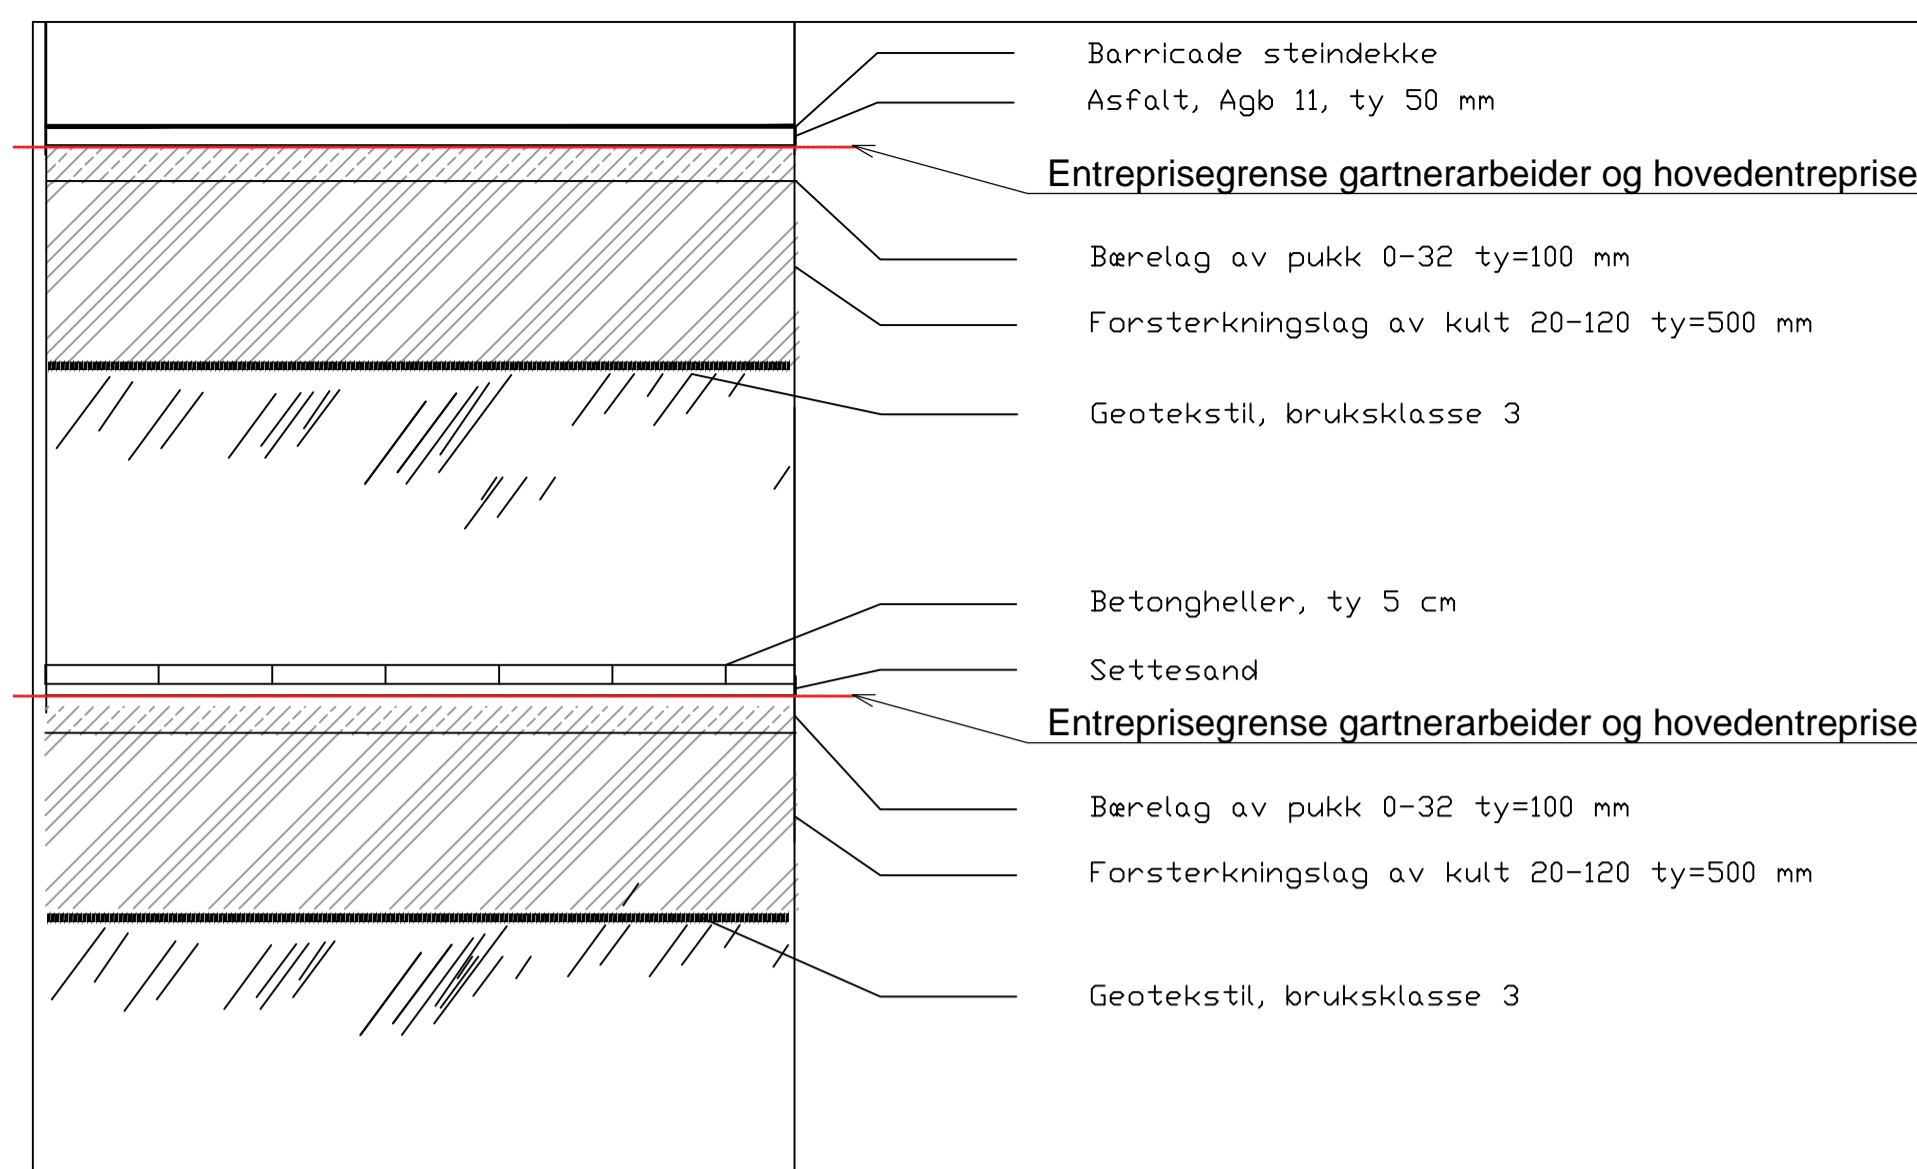 Barricade steindekke
Asfalt, Agb 11, ty 50 mm
Entreprisegrense gartnerarbeider og hovedentreprise
Bærelag av pukk 0-32 ty=100 mm
Forsterkningslag av kult 20-120 ty=500 mm
Geotekstil, bruksklasse 3
Betongheller, ty 5 cm
Settesand
Entreprisegrense gartnerarbeider og hovedentreprise
Bærelag av pukk 0-32 ty=100 mm
Forsterkningslag av kult 20-120 ty=500 mm
Geotekstil, bruksklasse 3